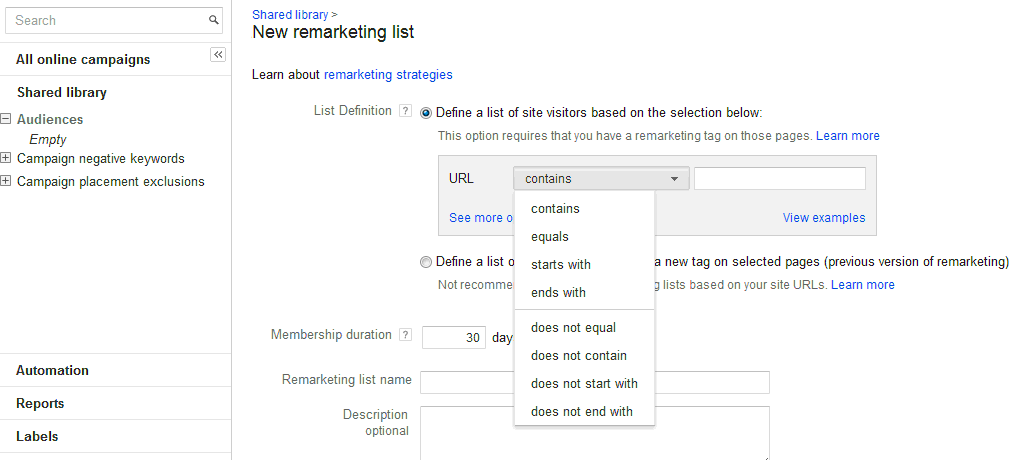 Search
All online campaigns
Shared library
Audiences
Empty
Campaign negative keywords
Campaign placement exclusions
Automation
Reports
Labels
Shared library >
New remarketing list
Learn about remarketing strategies
List Definition ? Define a list of site visitors based on the selection below:
This option requires that you have a remarketing tag on those pages. Learn more
URL contains
See more o View examples
contains
equals
starts with
ends with
does not equal
does not contain
does not start with
does not end with
Define a list o a new tag on selected pages (previous version of remarketing)
Not recomme g lists based on your site URLs. Learn more
Membership duration ? 30 day
Remarketing list name
Description
optional